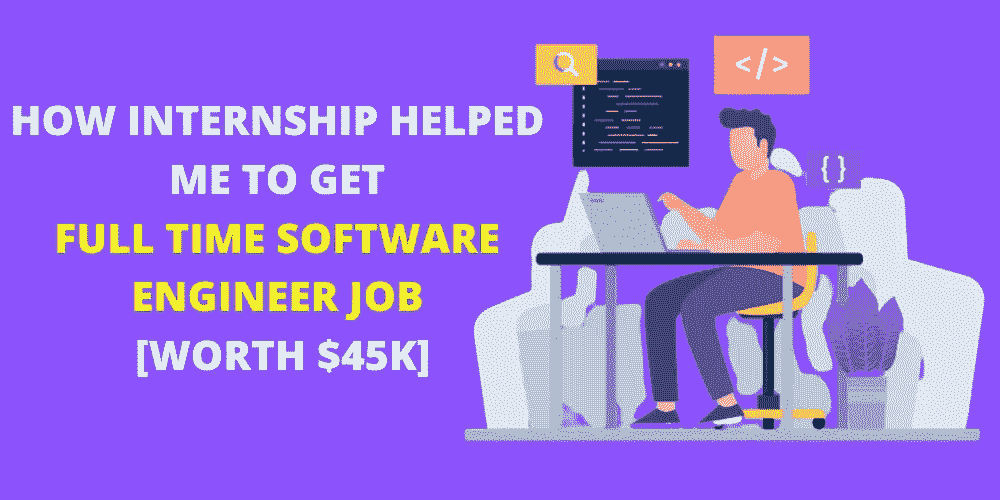 HOW INTERNSHIP HELPED
ME TO GET
FULL TIME SOFTWARE
ENGINEER JOB
[WORTH $45K]
</>
{}